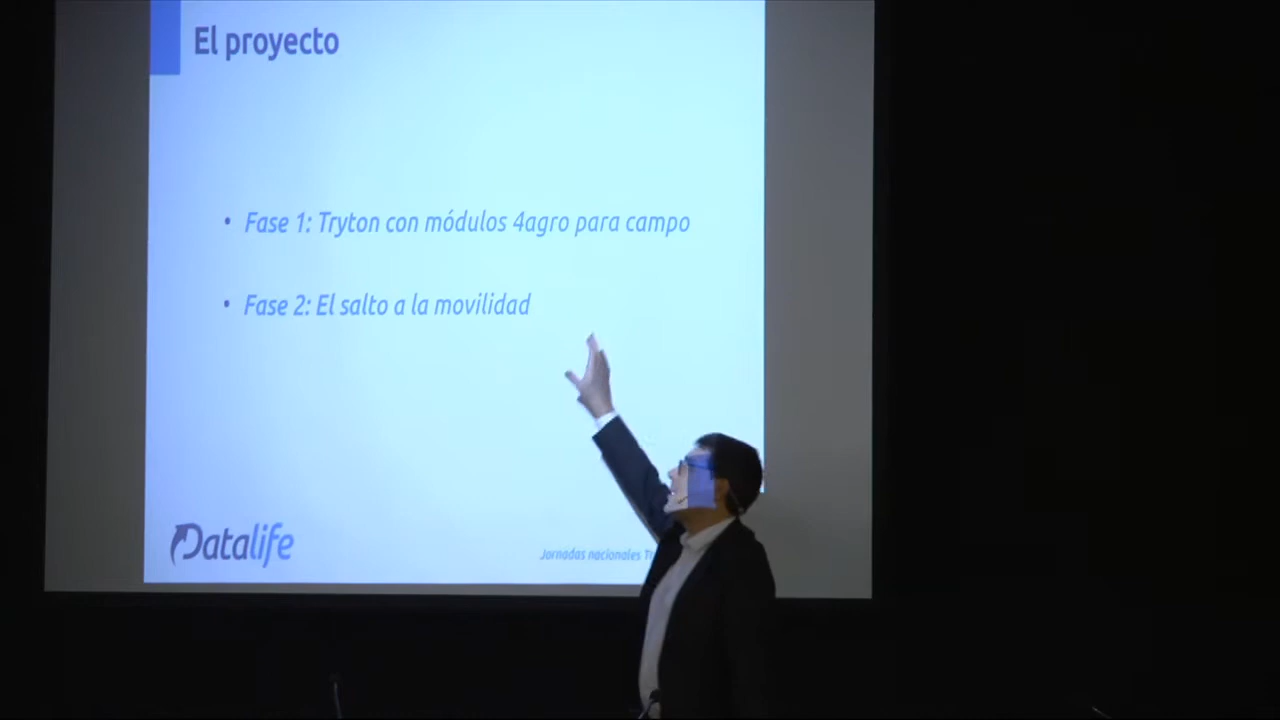 El proyecto
• Fase 1: Tryton con módulos 4agro para campo
• Fase 2: El salto a la movilidad
Datalife
Jornadas nacionales